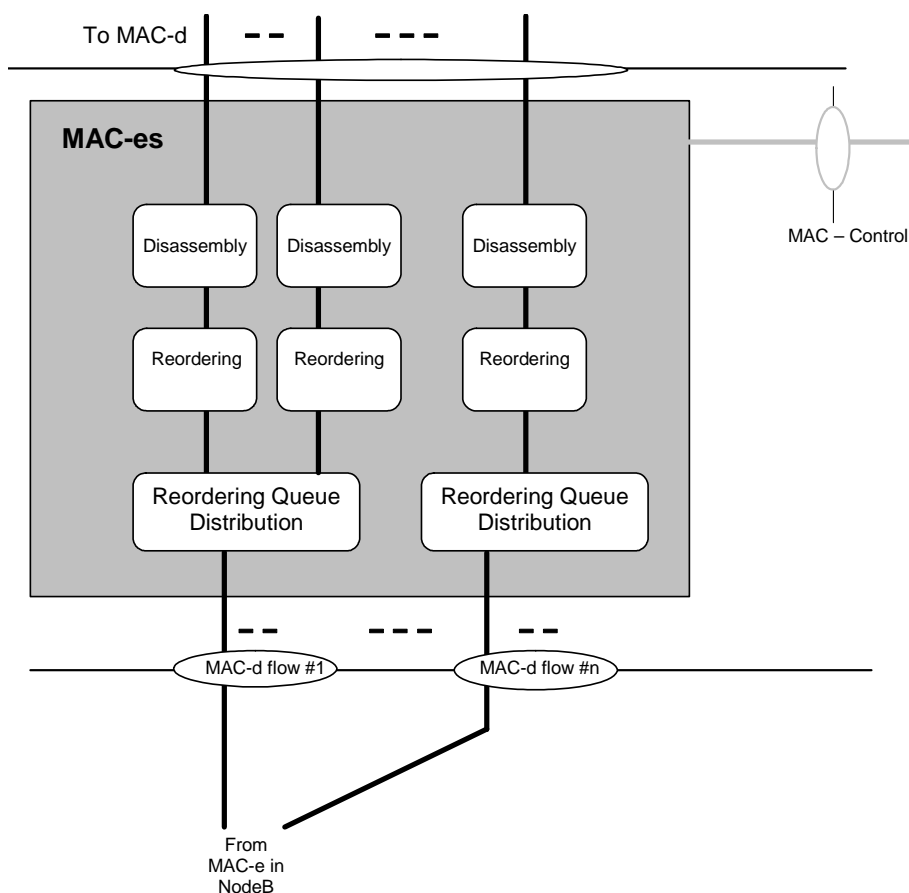 To MAC-d
MAC-es
MAC – Control
Disassembly
Disassembly
Disassembly
Reordering
Reordering
Reordering
Reordering Queue
Distribution
Reordering Queue
Distribution
MAC-d flow #1
MAC-d flow #n
From
MAC-e in
NodeB